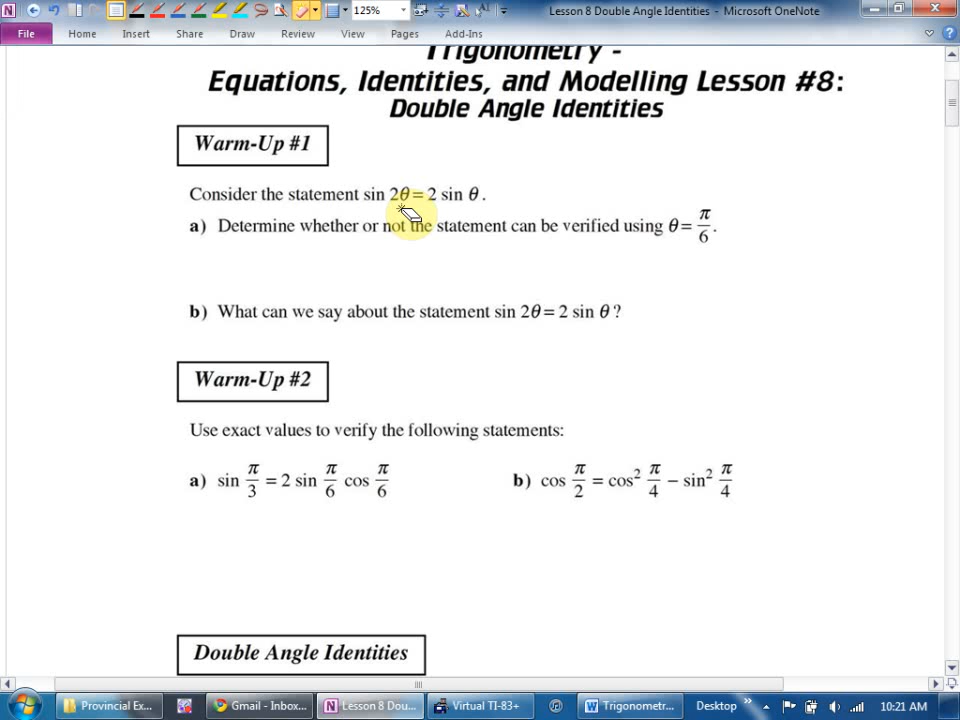 125%
Lesson 8 Double Angle Identities - Microsoft OneNote
File Home Insert Share Draw Review View Pages Add-Ins
Trigonometry -
Equations, Identities, and Modelling Lesson #8:
Double Angle Identities
Warm-Up #1
Consider the statement sin 2θ = 2 sin θ.
a) Determine whether or not the statement can be verified using θ = π/6.
b) What can we say about the statement sin 2θ = 2 sin θ?
Warm-Up #2
Use exact values to verify the following statements:
a) sin π/3 = 2 sin π/6 cos π/6 b) cos π/2 = cos² π/4 − sin² π/4
Double Angle Identities
Provincial Ex... Gmail - Inbox... Lesson 8 Dou... Virtual TI-83+ Trigonometr... Desktop 10:21 AM